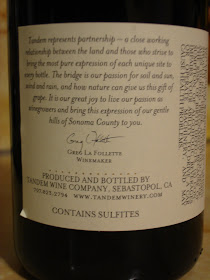 Tandem represents partnership — a close working
relationship between the land and those who strive to
bring the most pure expression of each unique site to
every bottle. The bridge is our passion for soil and sun,
wind and rain, and how nature can give us this gift of
grape. It is our great joy to live our passion as
winegrowers and bring this expression of our gentle
hills of Sonoma County to you.
Greg La Follette
Winemaker
PRODUCED AND BOTTLED BY
TANDEM WINE COMPANY, SEBASTOPOL, CA
WWW.TANDEMWINERY.COM
CONTAINS SULFITES